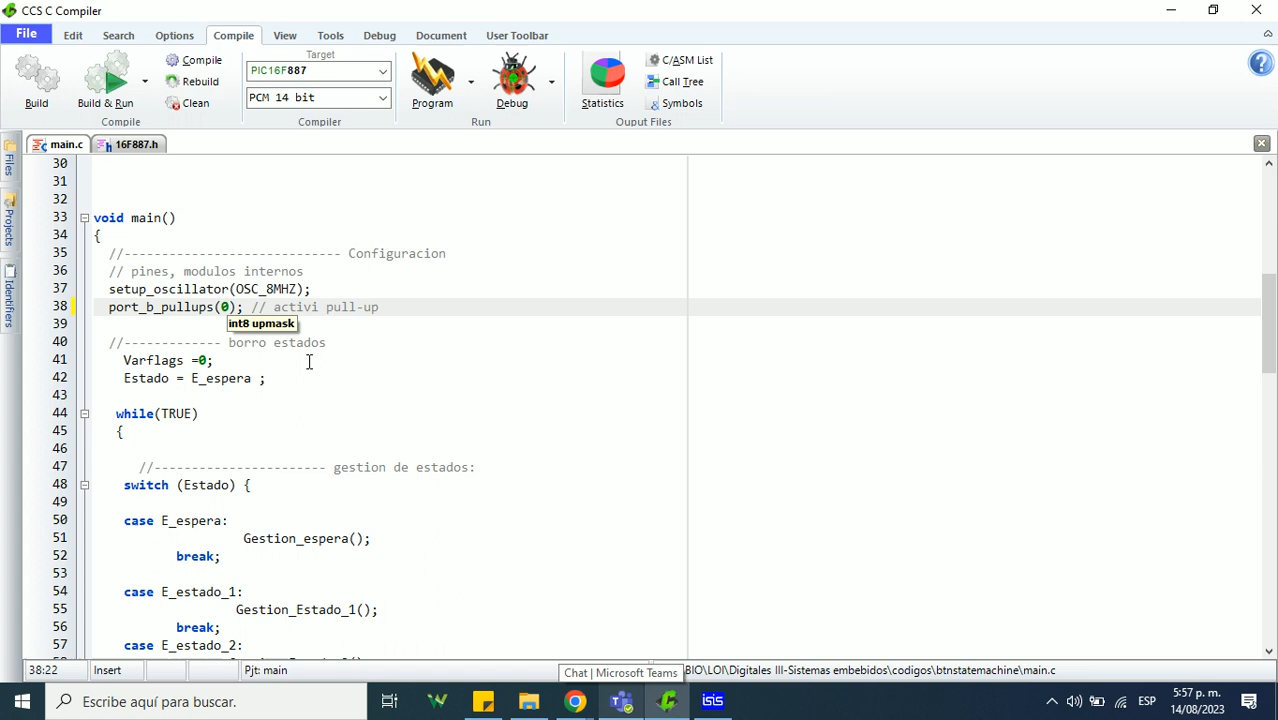 CCS C Compiler
File Edit Search Options Compile View Tools Debug Document User Toolbar
Build
Build & Run
Compile
Rebuild
Clean
Compile
Target
PIC16F887
PCM 14 bit
Compiler
Program
Debug
Run
Statistics
C/ASM List
Call Tree
Symbols
Ouput Files
main.c 16F887.h
Files
Projects
Identifiers
30
31
32
33 void main()
34 {
35 //----------------------------- Configuracion
36 // pines, modulos internos
37 setup_oscillator(OSC_8MHZ);
38 port_b_pullups(0); // activi pull-up
int8 upmask
39
40 //------------- borro estados
41 Varflags =0;
42 Estado = E_espera ;
43
44 while(TRUE)
45 {
46
47 //----------------------- gestion de estados:
48 switch (Estado) {
49
50 case E_espera:
51 Gestion_espera();
52 break;
53
54 case E_estado_1:
55 Gestion_Estado_1();
56 break;
57 case E_estado_2:
38:22 Insert Pjt: main BIO\LOI\Digitales III-Sistemas embebidos\codigos\btnstatemachine\main.c
Chat | Microsoft Teams
Escribe aquí para buscar.
isis
ESP
5:57 p. m.
14/08/2023